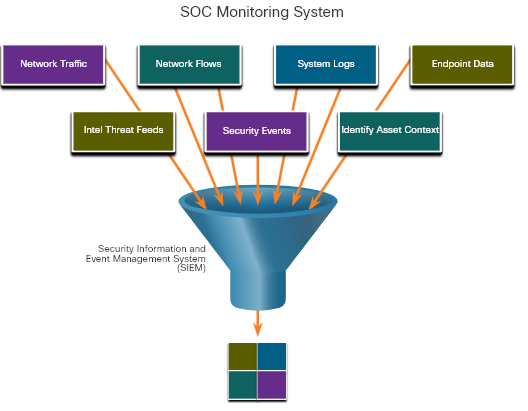 SOC Monitoring System
Network Traffic
Network Flows
System Logs
Endpoint Data
Intel Threat Feeds
Security Events
Identify Asset Context
Security Information and
Event Management System
(SIEM)